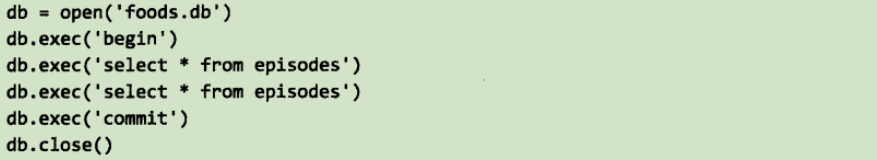 db = open('foods.db')
db.exec('begin')
db.exec('select * from episodes')
db.exec('select * from episodes')
db.exec('commit')
db.close()